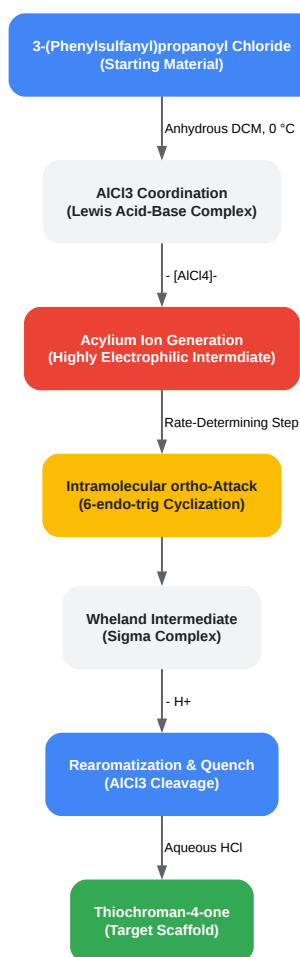 3-(Phenylsulfanyl)propanoyl Chloride
(Starting Material)
Anhydrous DCM, 0 °C
AlCl3 Coordination
(Lewis Acid-Base Complex)
- [AlCl4]-
Acylium Ion Generation
(Highly Electrophilic Intermdiate)
Rate-Determining Step
Intramolecular ortho-Attack
(6-endo-trig Cyclization)
Wheland Intermediate
(Sigma Complex)
- H+
Rearomatization & Quench
(AlCl3 Cleavage)
Aqueous HCl
Thiochroman-4-one
(Target Scaffold)